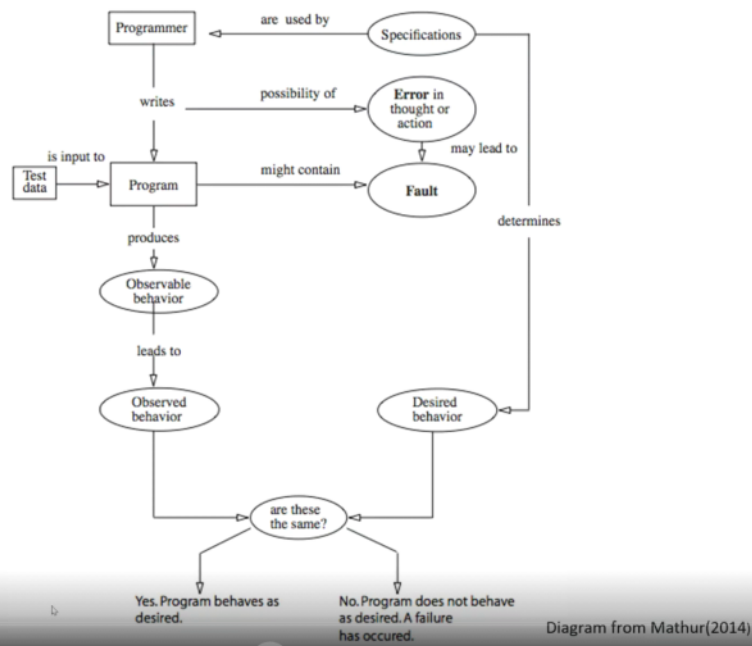 are used by
Programmer
Specifications
writes
possibility of
Error in
thought or
action
may lead to
is input to
Test
data
Program
might contain
Fault
determines
produces
Observable
behavior
leads to
Observed
behavior
Desired
behavior
are these
the same?
Yes. Program behaves as
desired.
No. Program does not behave
as desired. A failure
has occured.
Diagram from Mathur(2014)